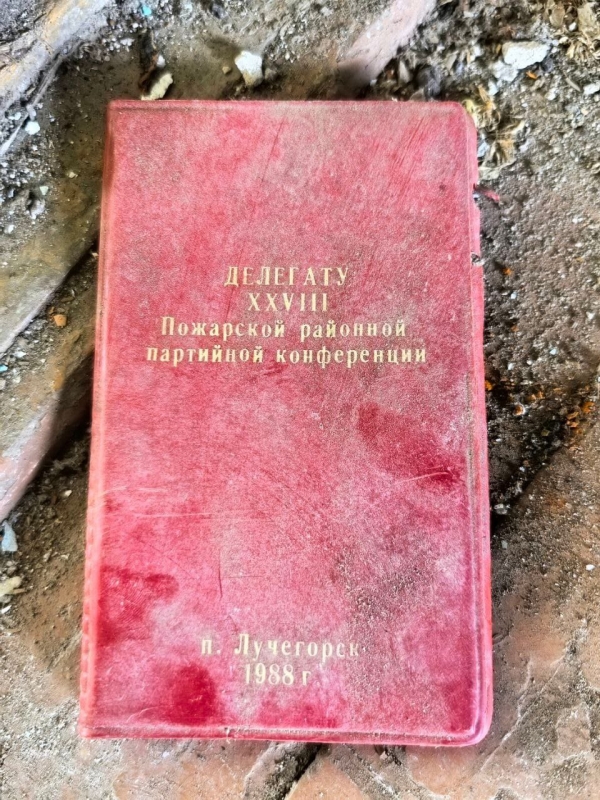 ДЕЛЕГАТУ
XXVIII
Пожарской районной
партийной конференции
п. Лучегорск
1988 г